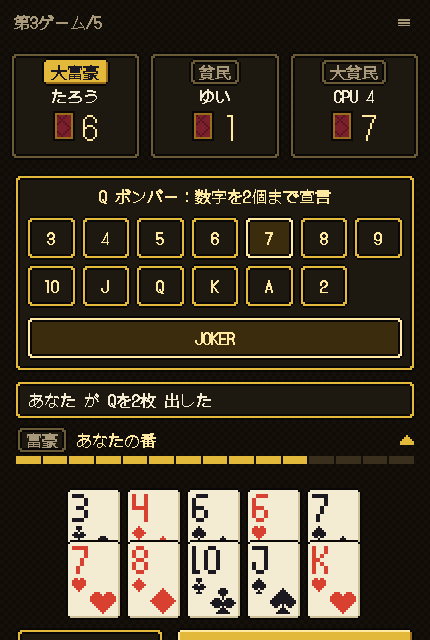 第3ゲーム/5
大富豪 貧民 大貧民
たろう ゆい CPU 4
6 1 7
Q ボンバー：数字を2個まで宣言
3 4 5 6 7 8 9
10 J Q K A 2
JOKER
あなた が Qを2枚 出した
富豪 あなたの番
3 4 6 6 7
7 8 10 J K